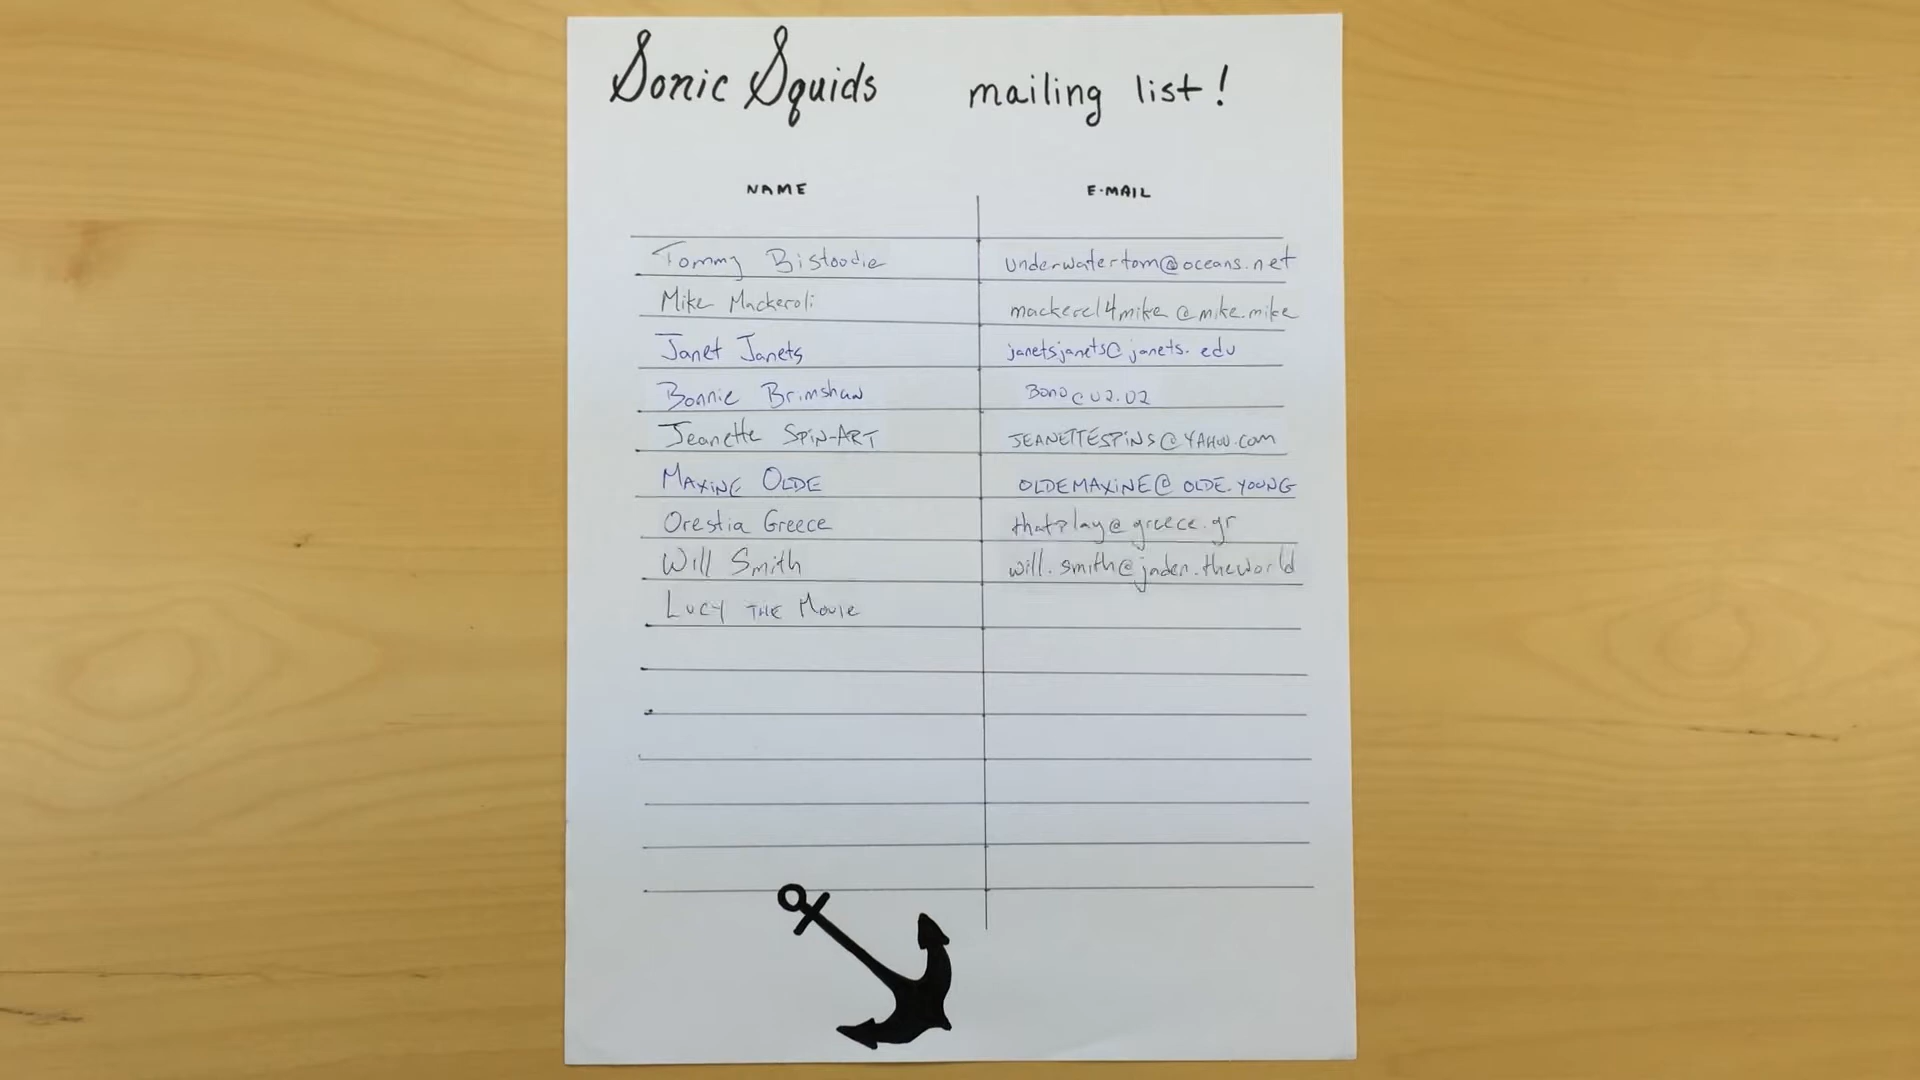 Sonic Squids mailing list!
NAME E-MAIL
Tommy Bistoodie underwatertom@oceans.net
Mike Mackeroli mackerel4mike@mike.mike
Janet Janets janetsjanets@janets.edu
Bonnie Brimshaw Bono@U2.U2
Jeanette SPiN-ART JEANETTESPiNS@YAHOO.com
MAXiNE OLDE OLDEMAXiNE@OLDE.YOUNG
Orestia Greece thatplay@greece.gr
Will Smith will.smith@jaden.theworld
Lucy THE Movie